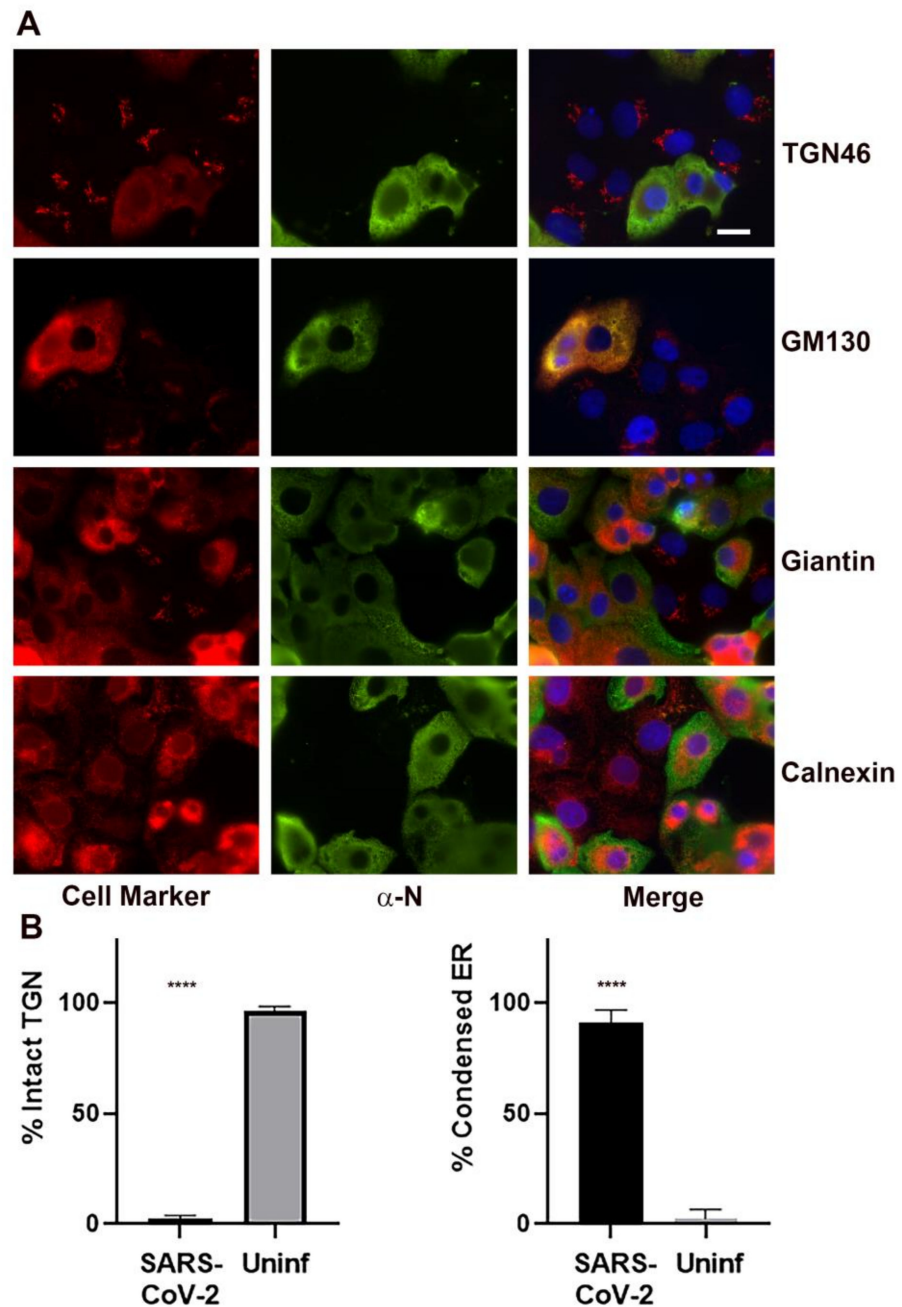 A
TGN46
GM130
Giantin
Calnexin
Cell Marker
α-N
Merge
B
% Intact TGN
100
50
0
****
SARS-
CoV-2
Uninf
% Condensed ER
100
50
0
****
SARS-
CoV-2
Uninf